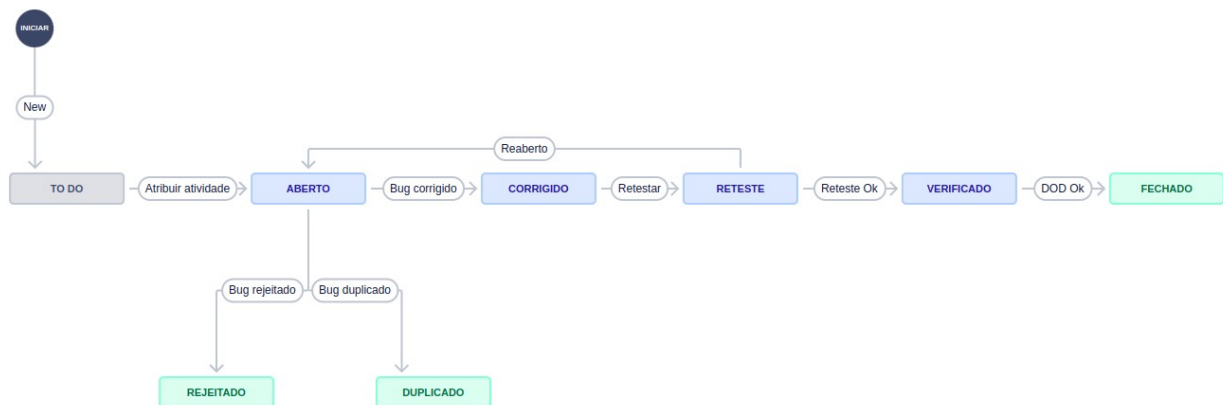 INICIAR
New
Reaberto
TO DO
Atribuir atividade
ABERTO
Bug corrigido
CORRIGIDO
Retestar
RETESTE
Reteste Ok
VERIFICADO
DOD Ok
FECHADO
Bug rejeitado
Bug duplicado
REJEITADO
DUPLICADO